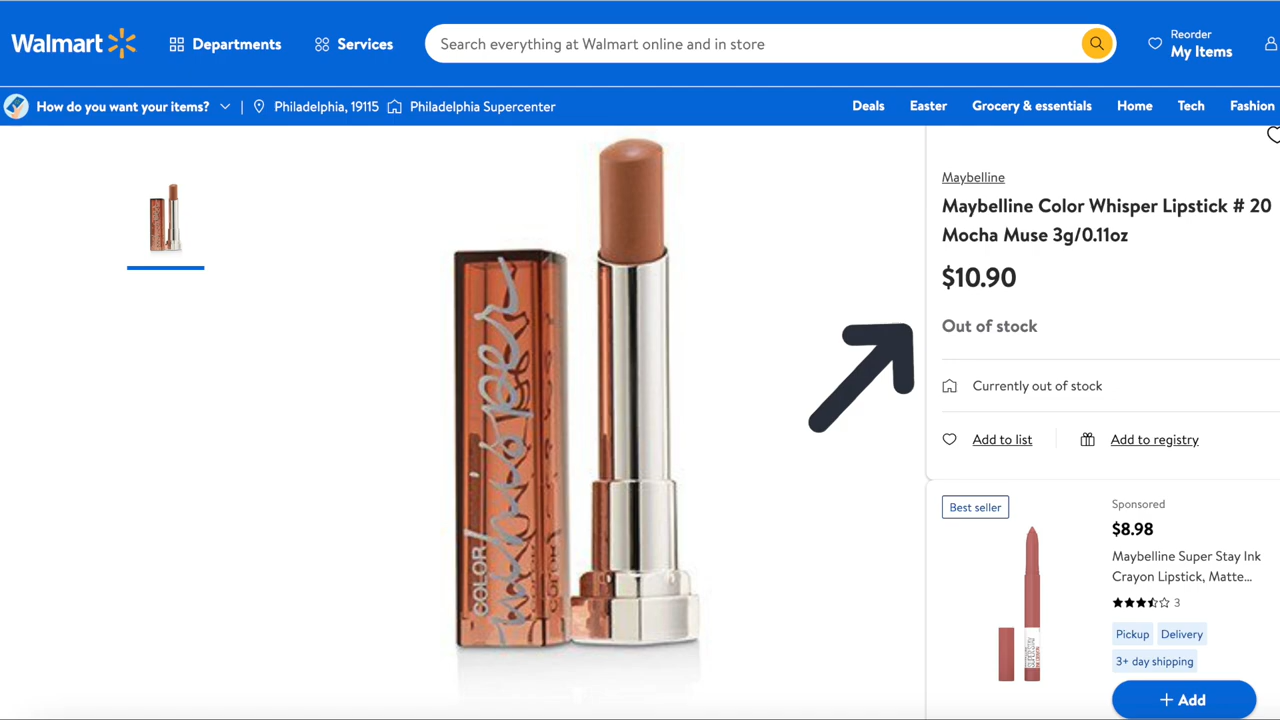 Walmart
Departments
Services
Search everything at Walmart online and in store
Reorder
My Items
How do you want your items?
Philadelphia, 19115
Philadelphia Supercenter
Deals
Easter
Grocery & essentials
Home
Tech
Fashion
COLOR whisper
COLOR
Maybelline
Maybelline Color Whisper Lipstick # 20
Mocha Muse 3g/0.11oz
$10.90
Out of stock
Currently out of stock
Add to list
Add to registry
Best seller
Sponsored
$8.98
Maybelline Super Stay Ink
Crayon Lipstick, Matte...
3
Pickup
Delivery
3+ day shipping
+ Add